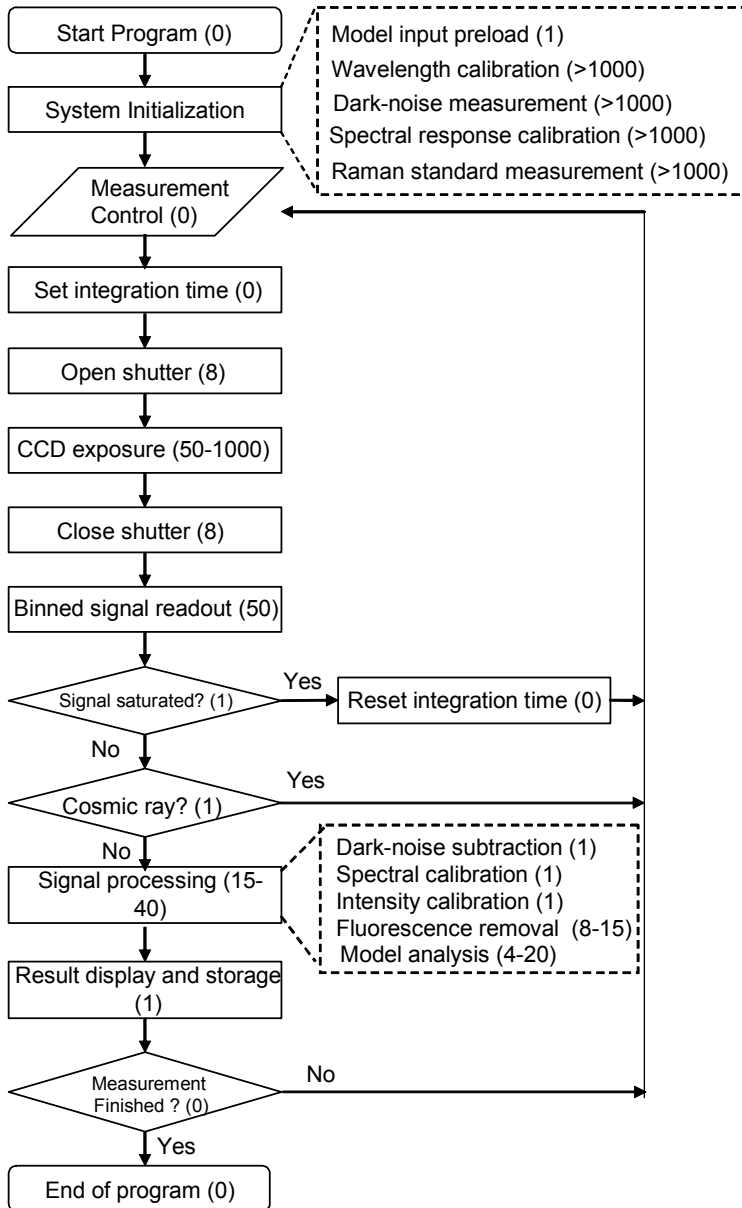 Start Program (0)
System Initialization
Model input preload (1)
Wavelength calibration (>1000)
Dark-noise measurement (>1000)
Spectral response calibration (>1000)
Raman standard measurement (>1000)
Measurement
Control (0)
Set integration time (0)
Open shutter (8)
CCD exposure (50-1000)
Close shutter (8)
Binned signal readout (50)
Signal saturated? (1)
Yes
Reset integration time (0)
No
Cosmic ray? (1)
Yes
No
Signal processing (15-
40)
Dark-noise subtraction (1)
Spectral calibration (1)
Intensity calibration (1)
Fluorescence removal (8-15)
Model analysis (4-20)
Result display and storage
(1)
Measurement
Finished ? (0)
No
Yes
End of program (0)